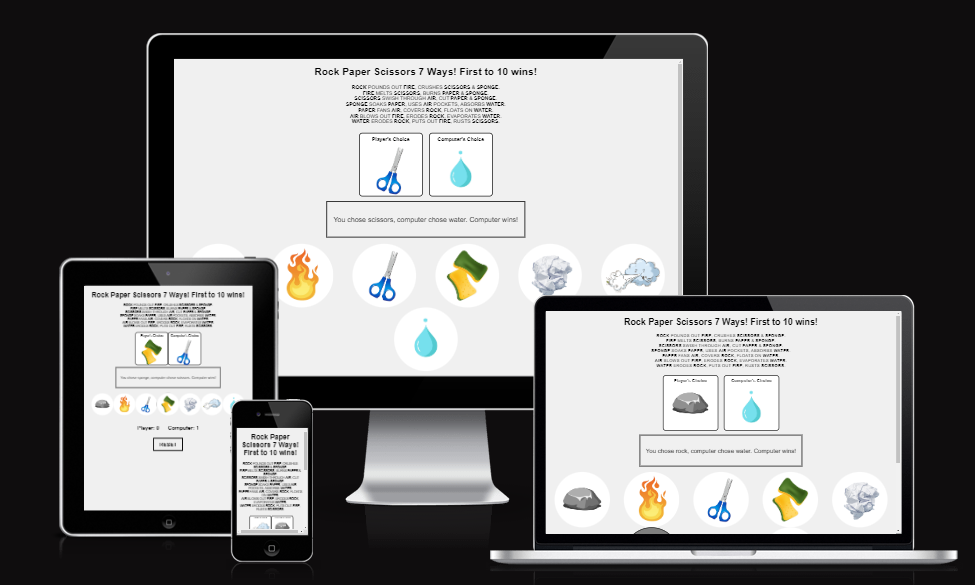 Rock Paper Scissors 7 Ways! First to 10 wins!
ROCK POUNDS OUT FIRE, CRUSHES SCISSORS & SPONGE.
FIRE MELTS SCISSORS, BURNS PAPER & SPONGE.
SCISSORS SWISH THROUGH AIR, CUT PAPER & SPONGE.
SPONGE SOAKS PAPER, USES AIR POCKETS, ABSORBS WATER.
PAPER FANS AIR, COVERS ROCK, FLOATS ON WATER.
AIR BLOWS OUT FIRE, ERODES ROCK, EVAPORATES WATER.
WATER ERODES ROCK, PUTS OUT FIRE, RUSTS SCISSORS.
Player's Choice
Computer's Choice
You chose scissors, computer chose water. Computer wins!
Rock Paper Scissors 7 Ways! First to 10 wins!
Player's Choice
Computer's Choice
You chose sponge, computer chose scissors. Computer wins!
Player: 0 Computer: 1
Rock Paper
Scissors 7 Ways!
First to 10 wins!
Rock Paper Scissors 7 Ways! First to 10 wins!
ROCK POUNDS OUT FIRE, CRUSHES SCISSORS & SPONGE.
FIRE MELTS SCISSORS, BURNS PAPER & SPONGE.
SCISSORS SWISH THROUGH AIR, CUT PAPER & SPONGE.
SPONGE SOAKS PAPER, USES AIR POCKETS, ABSORBS WATER.
PAPER FANS AIR, COVERS ROCK, FLOATS ON WATER.
AIR BLOWS OUT FIRE, ERODES ROCK, EVAPORATES WATER.
WATER ERODES ROCK, PUTS OUT FIRE, RUSTS SCISSORS.
Player's Choice
Computer's Choice
You chose rock, computer chose water. Computer wins!